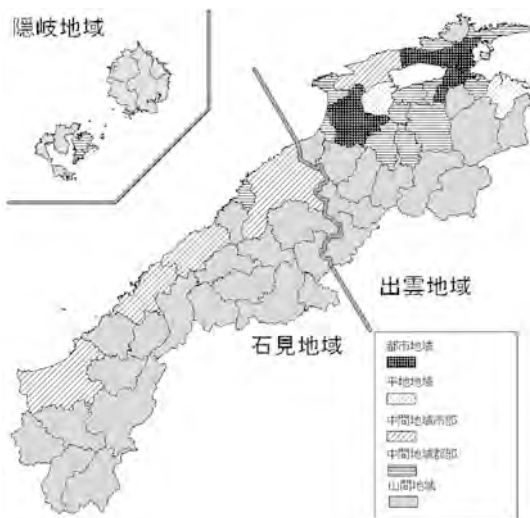 隠岐地域
出雲地域
石見地域
都市地域
平地地域
中間地域市部
中間地域郡部
山間地域